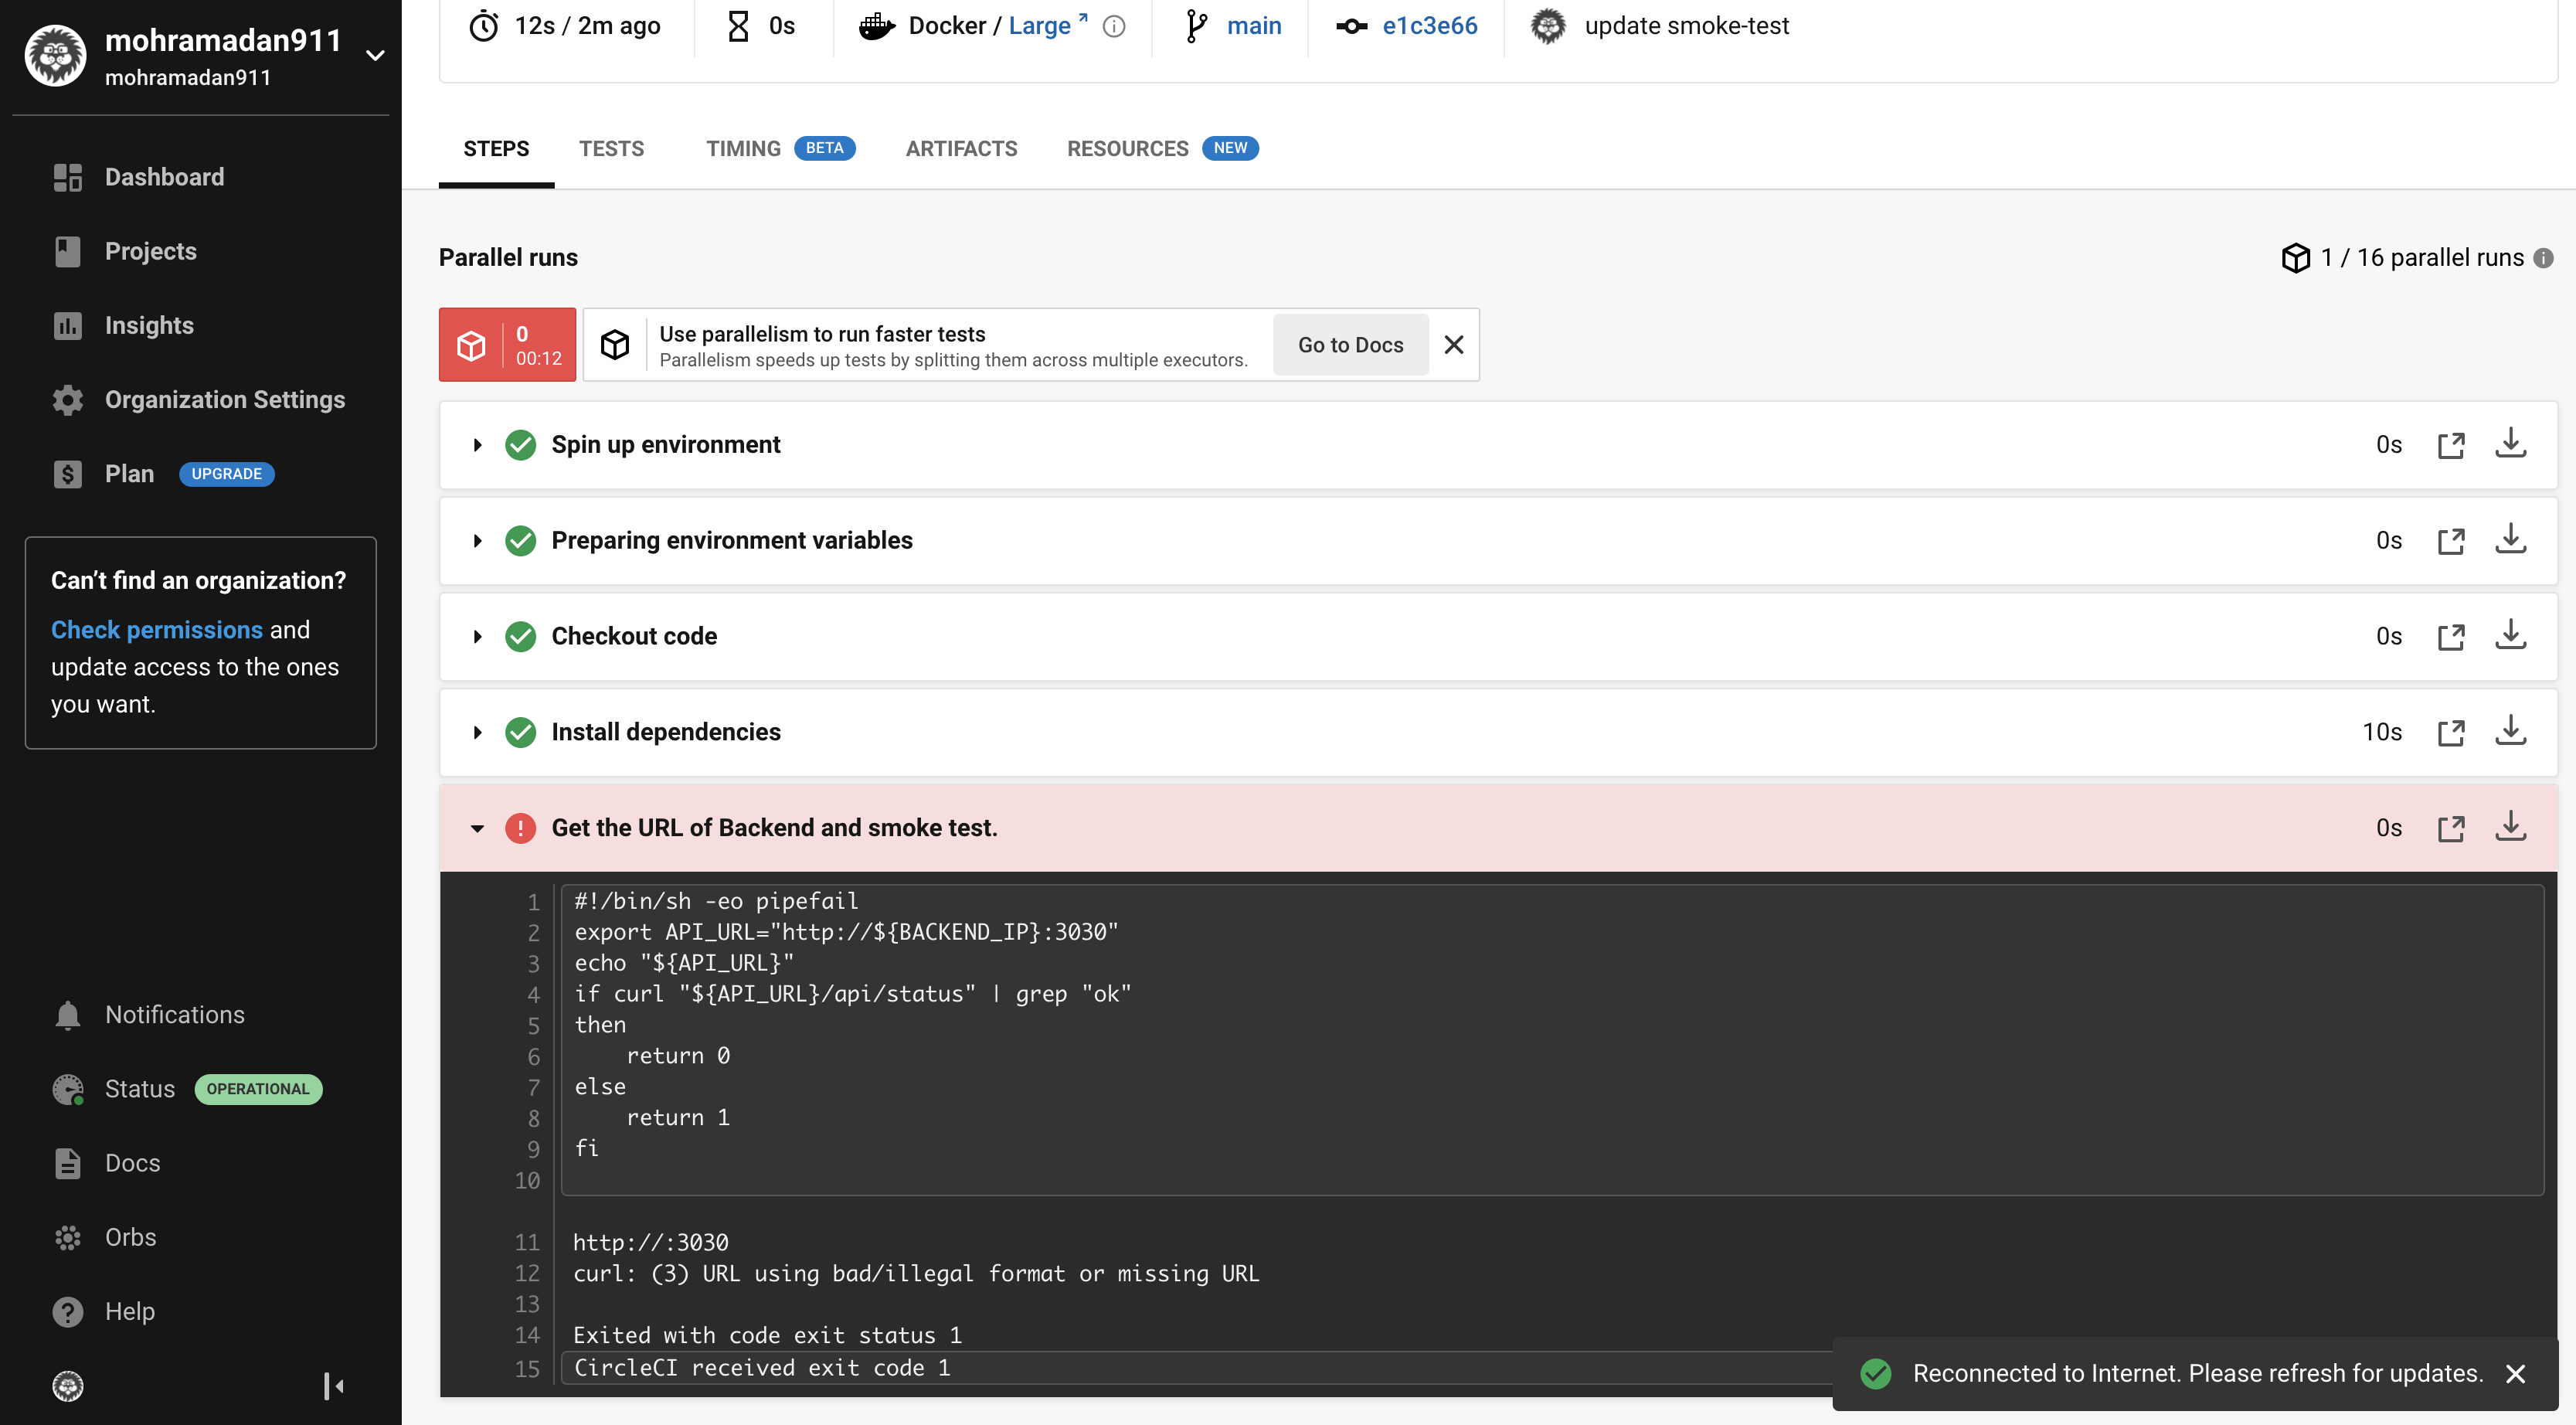 mohramadan911
mohramadan911
Dashboard
Projects
Insights
Organization Settings
Plan UPGRADE
Can't find an organization?
Check permissions and
update access to the ones
you want.
Notifications
Status OPERATIONAL
Docs
Orbs
Help
12s / 2m ago
0s
Docker / Large
main
e1c3e66
update smoke-test
STEPS
TESTS
TIMING BETA
ARTIFACTS
RESOURCES NEW
Parallel runs
1 / 16 parallel runs
0
00:12
Use parallelism to run faster tests
Parallelism speeds up tests by splitting them across multiple executors.
Go to Docs
Spin up environment 0s
Preparing environment variables 0s
Checkout code 0s
Install dependencies 10s
Get the URL of Backend and smoke test. 0s
1 #!/bin/sh -eo pipefail
2 export API_URL="http://${BACKEND_IP}:3030"
3 echo "${API_URL}"
4 if curl "${API_URL}/api/status" | grep "ok"
5 then
6     return 0
7 else
8     return 1
9 fi
10
11 http://:3030
12 curl: (3) URL using bad/illegal format or missing URL
13
14 Exited with code exit status 1
15 CircleCI received exit code 1
Reconnected to Internet. Please refresh for updates.